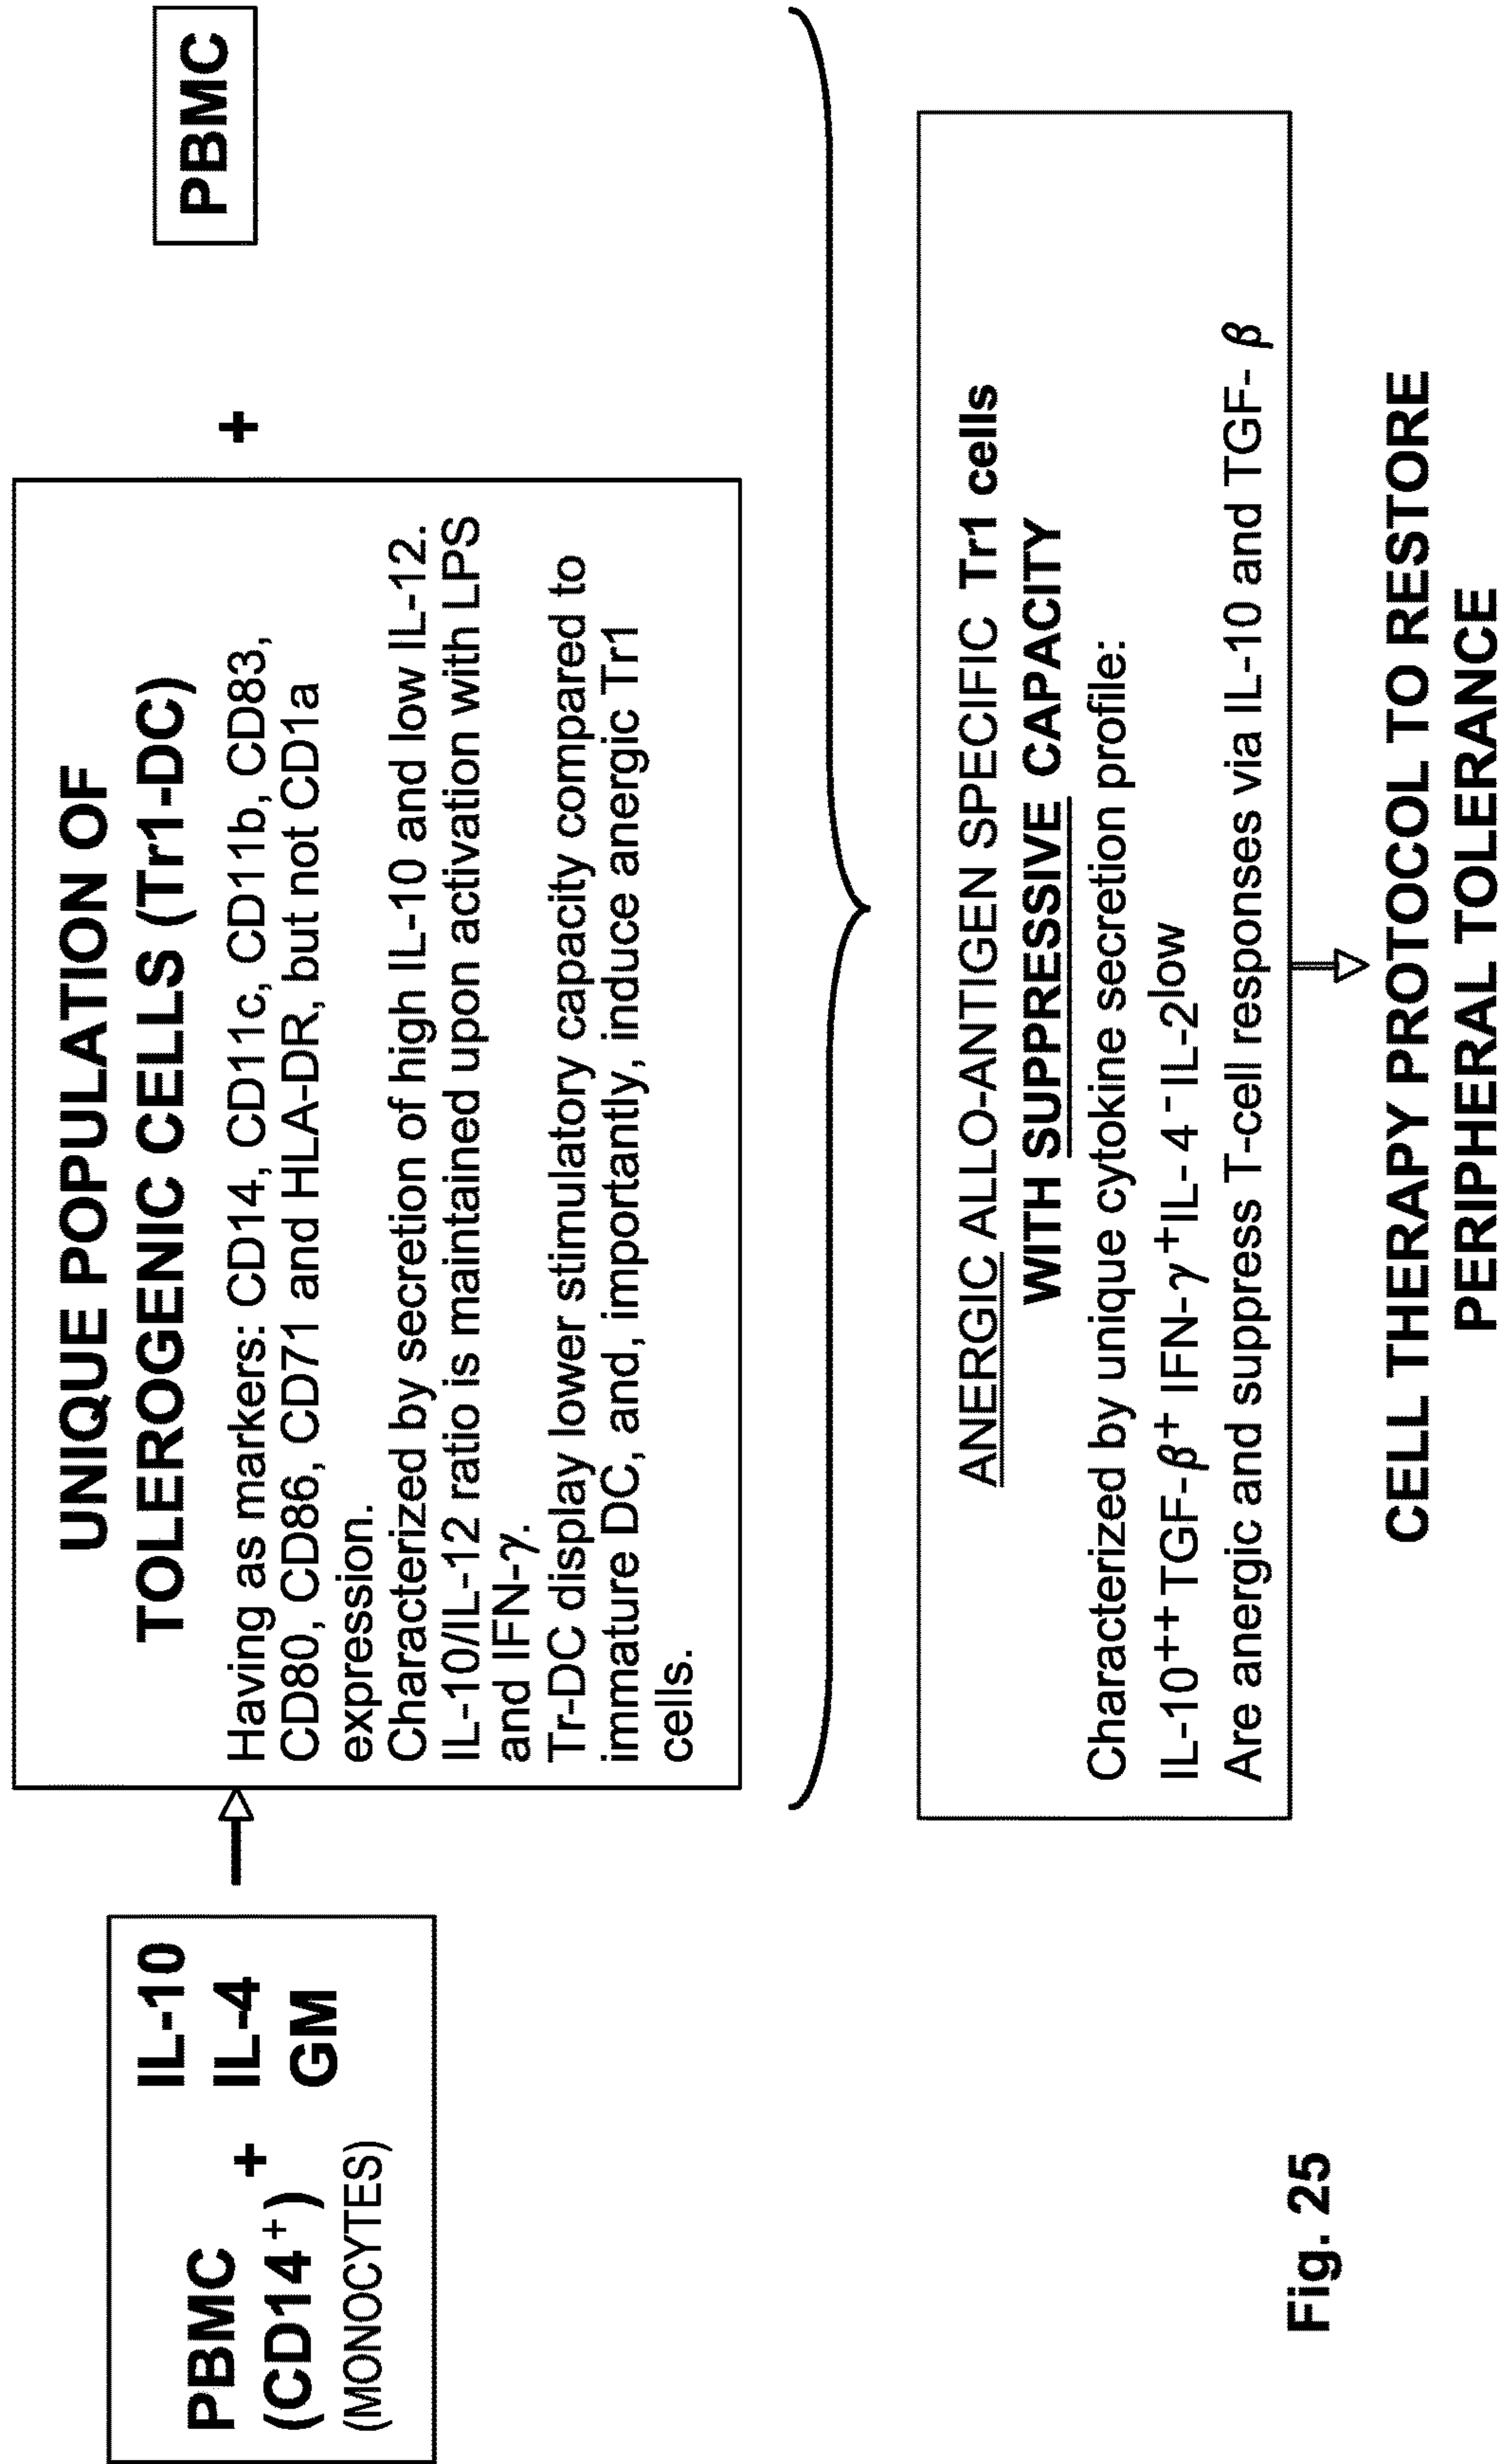 PBMC
(CD14+)
(MONOCYTES)
+
IL-10
IL-4
GM
UNIQUE POPULATION OF
TOLEROGENIC CELLS (Tr1-DC)
Having as markers: CD14, CD11c, CD11b, CD83,
CD80, CD86, CD71 and HLA-DR, but not CD1a
expression.
Characterized by secretion of high IL-10 and low IL-12.
IL-10/IL-12 ratio is maintained upon activation with LPS
and IFN-γ.
Tr-DC display lower stimulatory capacity compared to
immature DC, and, importantly, induce anergic Tr1
cells.
+
PBMC
ANERGIC ALLO-ANTIGEN SPECIFIC Tr1 cells
WITH SUPPRESSIVE CAPACITY
Characterized by unique cytokine secretion profile:
IL-10++TGF-β+ IFN-γ+IL- 4-IL-2low
Are anergic and suppress T-cell responses via IL-10 and TGF- β
CELL THERAPY PROTOCOL TO RESTORE
PERIPHERAL TOLERANCE
Fig. 25